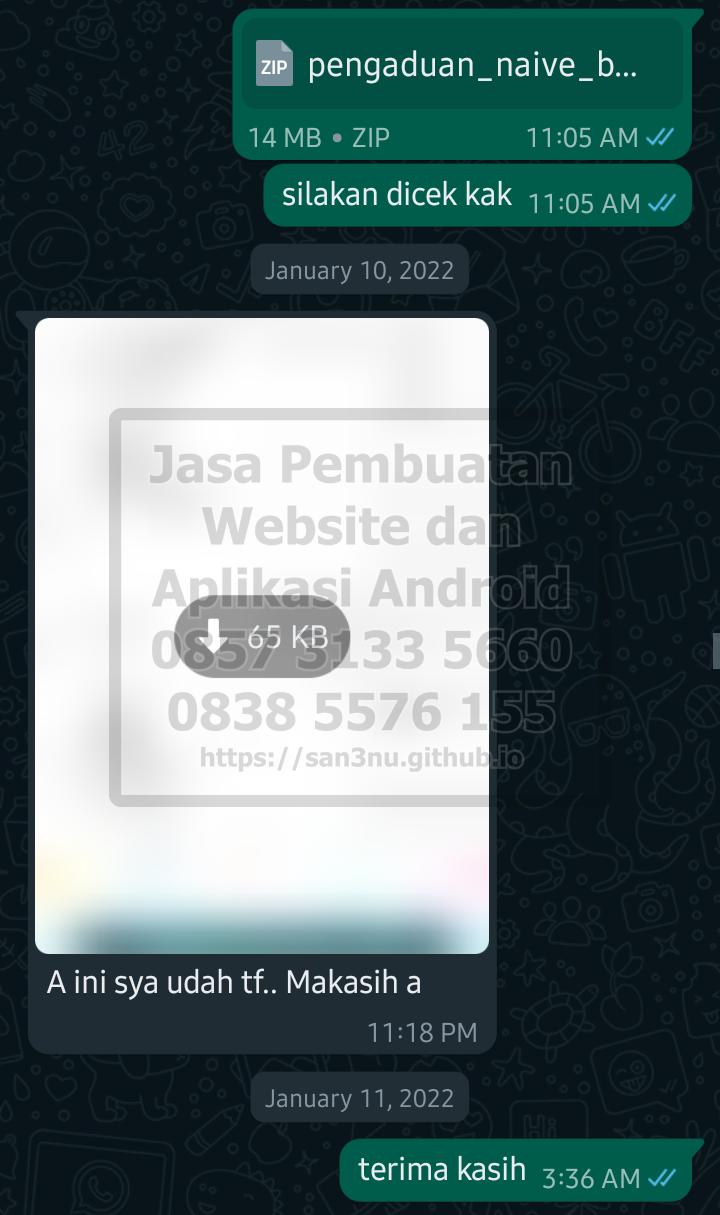 ZIP pengaduan_naive_b...
14 MB • ZIP 11:05 AM
silakan dicek kak 11:05 AM
January 10, 2022
Jasa Pembuatan
Website dan
Aplikasi Android
65 KB
0857 3133 5660
0838 5576 155
https://san3nu.github.io
A ini sya udah tf.. Makasih a
11:18 PM
January 11, 2022
terima kasih 3:36 AM